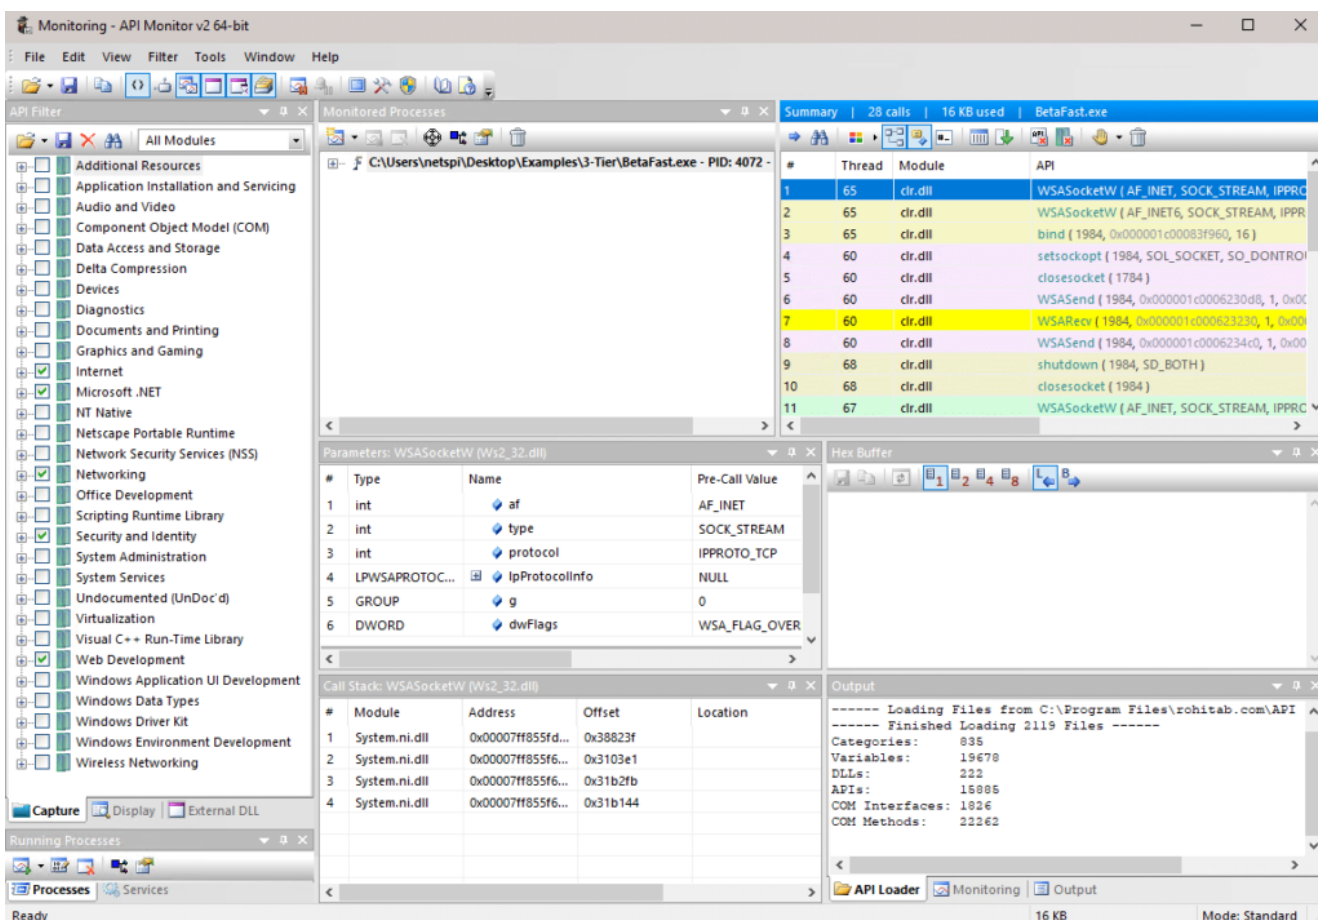 Monitoring - API Monitor v2 64-bit
File Edit View Filter Tools Window Help
API Filter
All Modules
Additional Resources
Application Installation and Servicing
Audio and Video
Component Object Model (COM)
Data Access and Storage
Delta Compression
Devices
Diagnostics
Documents and Printing
Graphics and Gaming
Internet
Microsoft .NET
NT Native
Netscape Portable Runtime
Network Security Services (NSS)
Networking
Office Development
Scripting Runtime Library
Security and Identity
System Administration
System Services
Undocumented (UnDoc'd)
Virtualization
Visual C++ Run-Time Library
Web Development
Windows Application UI Development
Windows Data Types
Windows Driver Kit
Windows Environment Development
Wireless Networking
Capture Display External DLL
Running Processes
Processes Services
Monitored Processes
C:\Users\netspi\Desktop\Examples\3-Tier\BetaFast.exe - PID: 4072 -
Summary | 28 calls | 16 KB used | BetaFast.exe
# Thread Module API
1 65 clr.dll WSASocketW ( AF_INET, SOCK_STREAM, IPPRO
2 65 clr.dll WSASocketW ( AF_INET6, SOCK_STREAM, IPPR
3 65 clr.dll bind ( 1984, 0x000001c00083f960, 16 )
4 60 clr.dll setsockopt ( 1984, SOL_SOCKET, SO_DONTROU
5 60 clr.dll closesocket ( 1784 )
6 60 clr.dll WSASend ( 1984, 0x000001c0006230d8, 1, 0x00
7 60 clr.dll WSARecv ( 1984, 0x000001c000623230, 1, 0x00
8 60 clr.dll WSASend ( 1984, 0x000001c0006234c0, 1, 0x00
9 68 clr.dll shutdown ( 1984, SD_BOTH )
10 68 clr.dll closesocket ( 1984 )
11 67 clr.dll WSASocketW ( AF_INET, SOCK_STREAM, IPPRO
Parameters: WSASocketW (Ws2_32.dll)
# Type Name Pre-Call Value
1 int af AF_INET
2 int type SOCK_STREAM
3 int protocol IPPROTO_TCP
4 LPWSAPROTOC... lpProtocolInfo NULL
5 GROUP g 0
6 DWORD dwFlags WSA_FLAG_OVER
Hex Buffer
1 2 4 8 L B
Call Stack: WSASocketW (Ws2_32.dll)
# Module Address Offset Location
1 System.ni.dll 0x00007ff855fd... 0x38823f
2 System.ni.dll 0x00007ff855f6... 0x3103e1
3 System.ni.dll 0x00007ff855f6... 0x31b2fb
4 System.ni.dll 0x00007ff855f6... 0x31b144
Output
------ Loading Files from C:\Program Files\rohitab.com\API
------ Finished Loading 2119 Files ------
Categories: 835
Variables: 19678
DLLs: 222
APIs: 15885
COM Interfaces: 1826
COM Methods: 22262
API Loader Monitoring Output
Ready 16 KB Mode: Standard